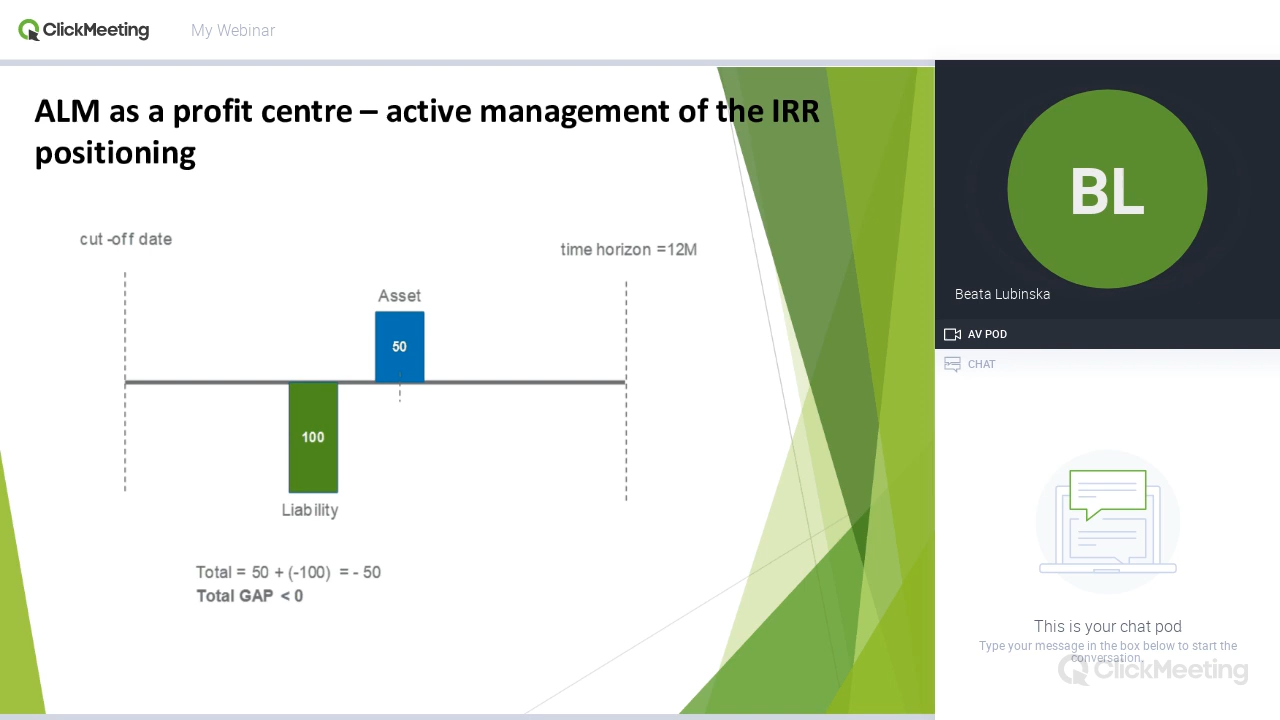 ClickMeeting
My Webinar
ALM as a profit centre – active management of the IRR
positioning
cut -off date
time horizon =12M
Asset
50
100
Liability
Total = 50 + (-100) = - 50
Total GAP < 0
BL
Beata Lubinska
AV POD
CHAT
This is your chat pod
Type your message in the box below to start the
conversation.
ClickMeeting